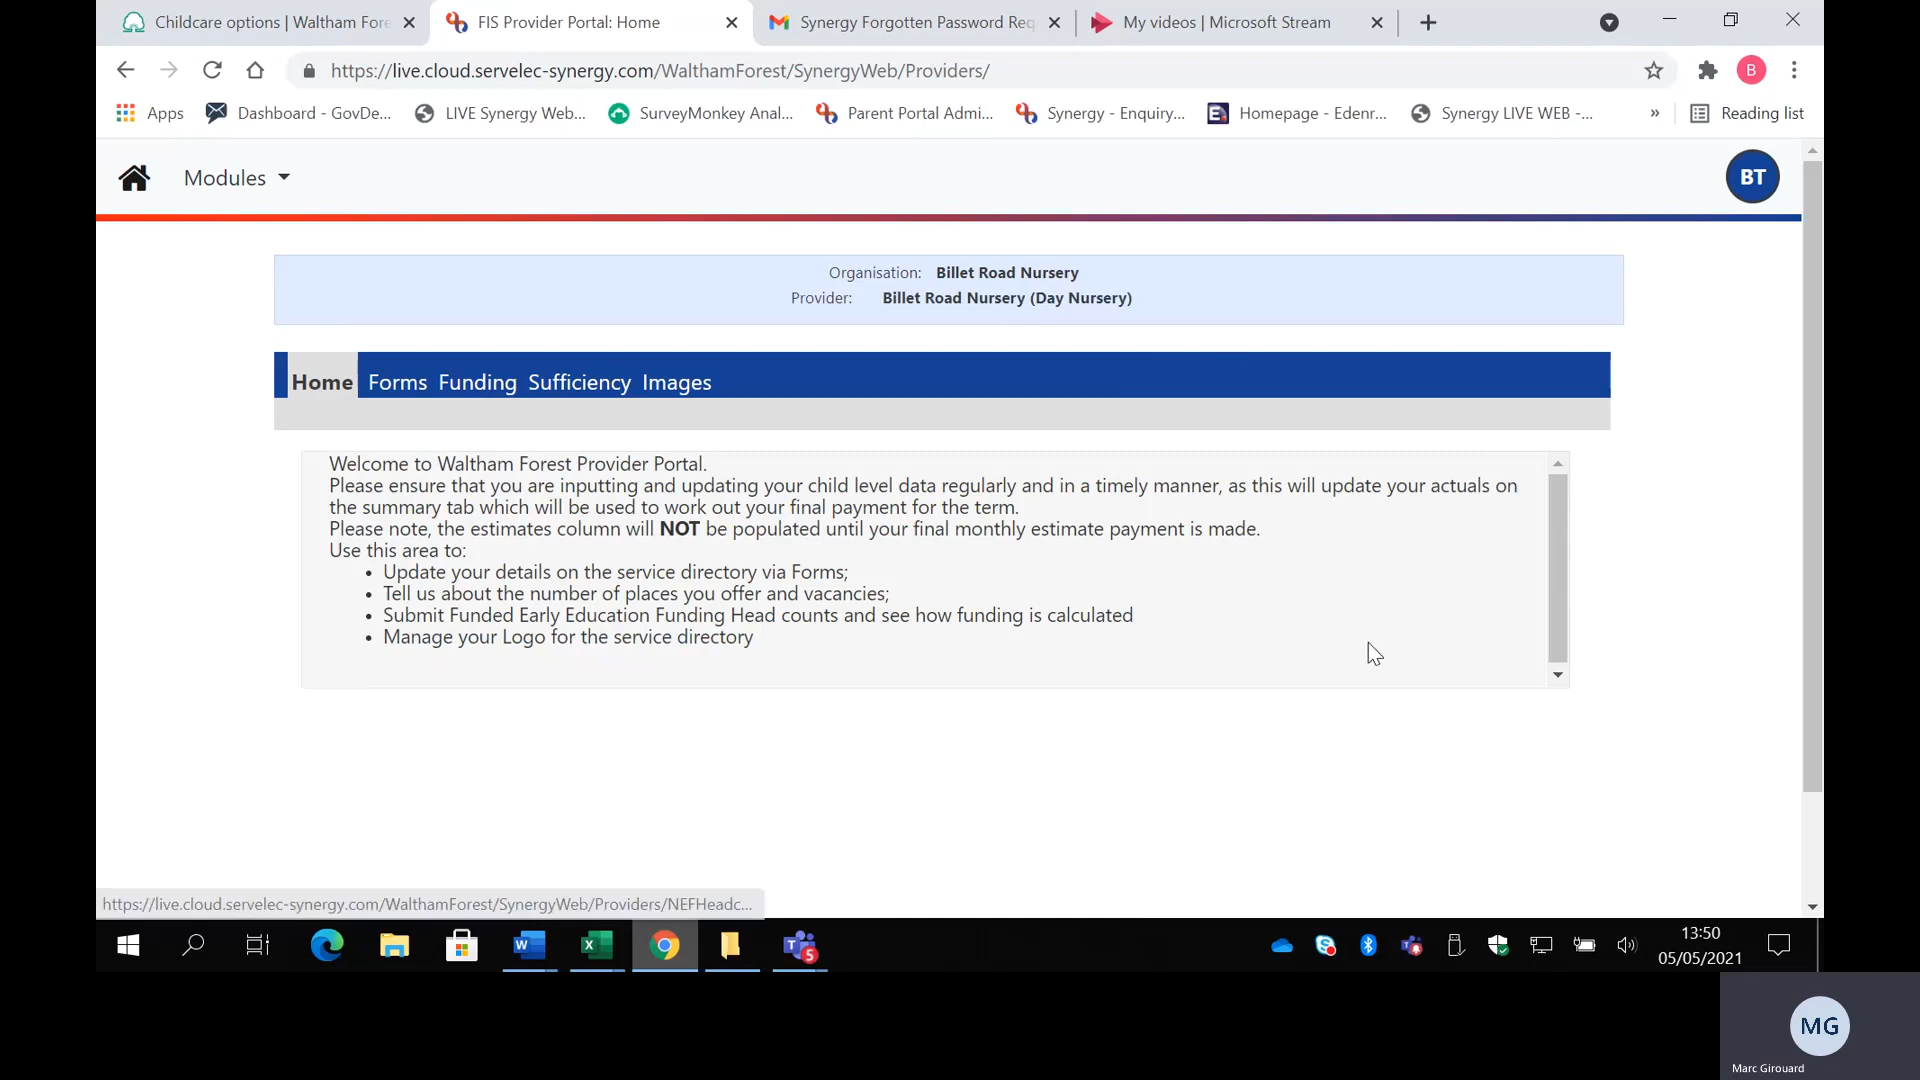 Childcare options | Waltham Fore
FIS Provider Portal: Home
Synergy Forgotten Password Req
My videos | Microsoft Stream
https://live.cloud.servelec-synergy.com/WalthamForest/SynergyWeb/Providers/
B
Apps
Dashboard - GovDe...
LIVE Synergy Web...
SurveyMonkey Anal...
Parent Portal Admi...
Synergy - Enquiry...
Homepage - Edenr...
Synergy LIVE WEB -...
»
Reading list
Modules
BT
Organisation: Billet Road Nursery
Provider: Billet Road Nursery (Day Nursery)
Home Forms Funding Sufficiency Images
Welcome to Waltham Forest Provider Portal.
Please ensure that you are inputting and updating your child level data regularly and in a timely manner, as this will update your actuals on
the summary tab which will be used to work out your final payment for the term.
Please note, the estimates column will NOT be populated until your final monthly estimate payment is made.
Use this area to:
• Update your details on the service directory via Forms;
• Tell us about the number of places you offer and vacancies;
• Submit Funded Early Education Funding Head counts and see how funding is calculated
• Manage your Logo for the service directory
https://live.cloud.servelec-synergy.com/WalthamForest/SynergyWeb/Providers/NEFHeadc...
13:50
05/05/2021
MG
Marc Girouard